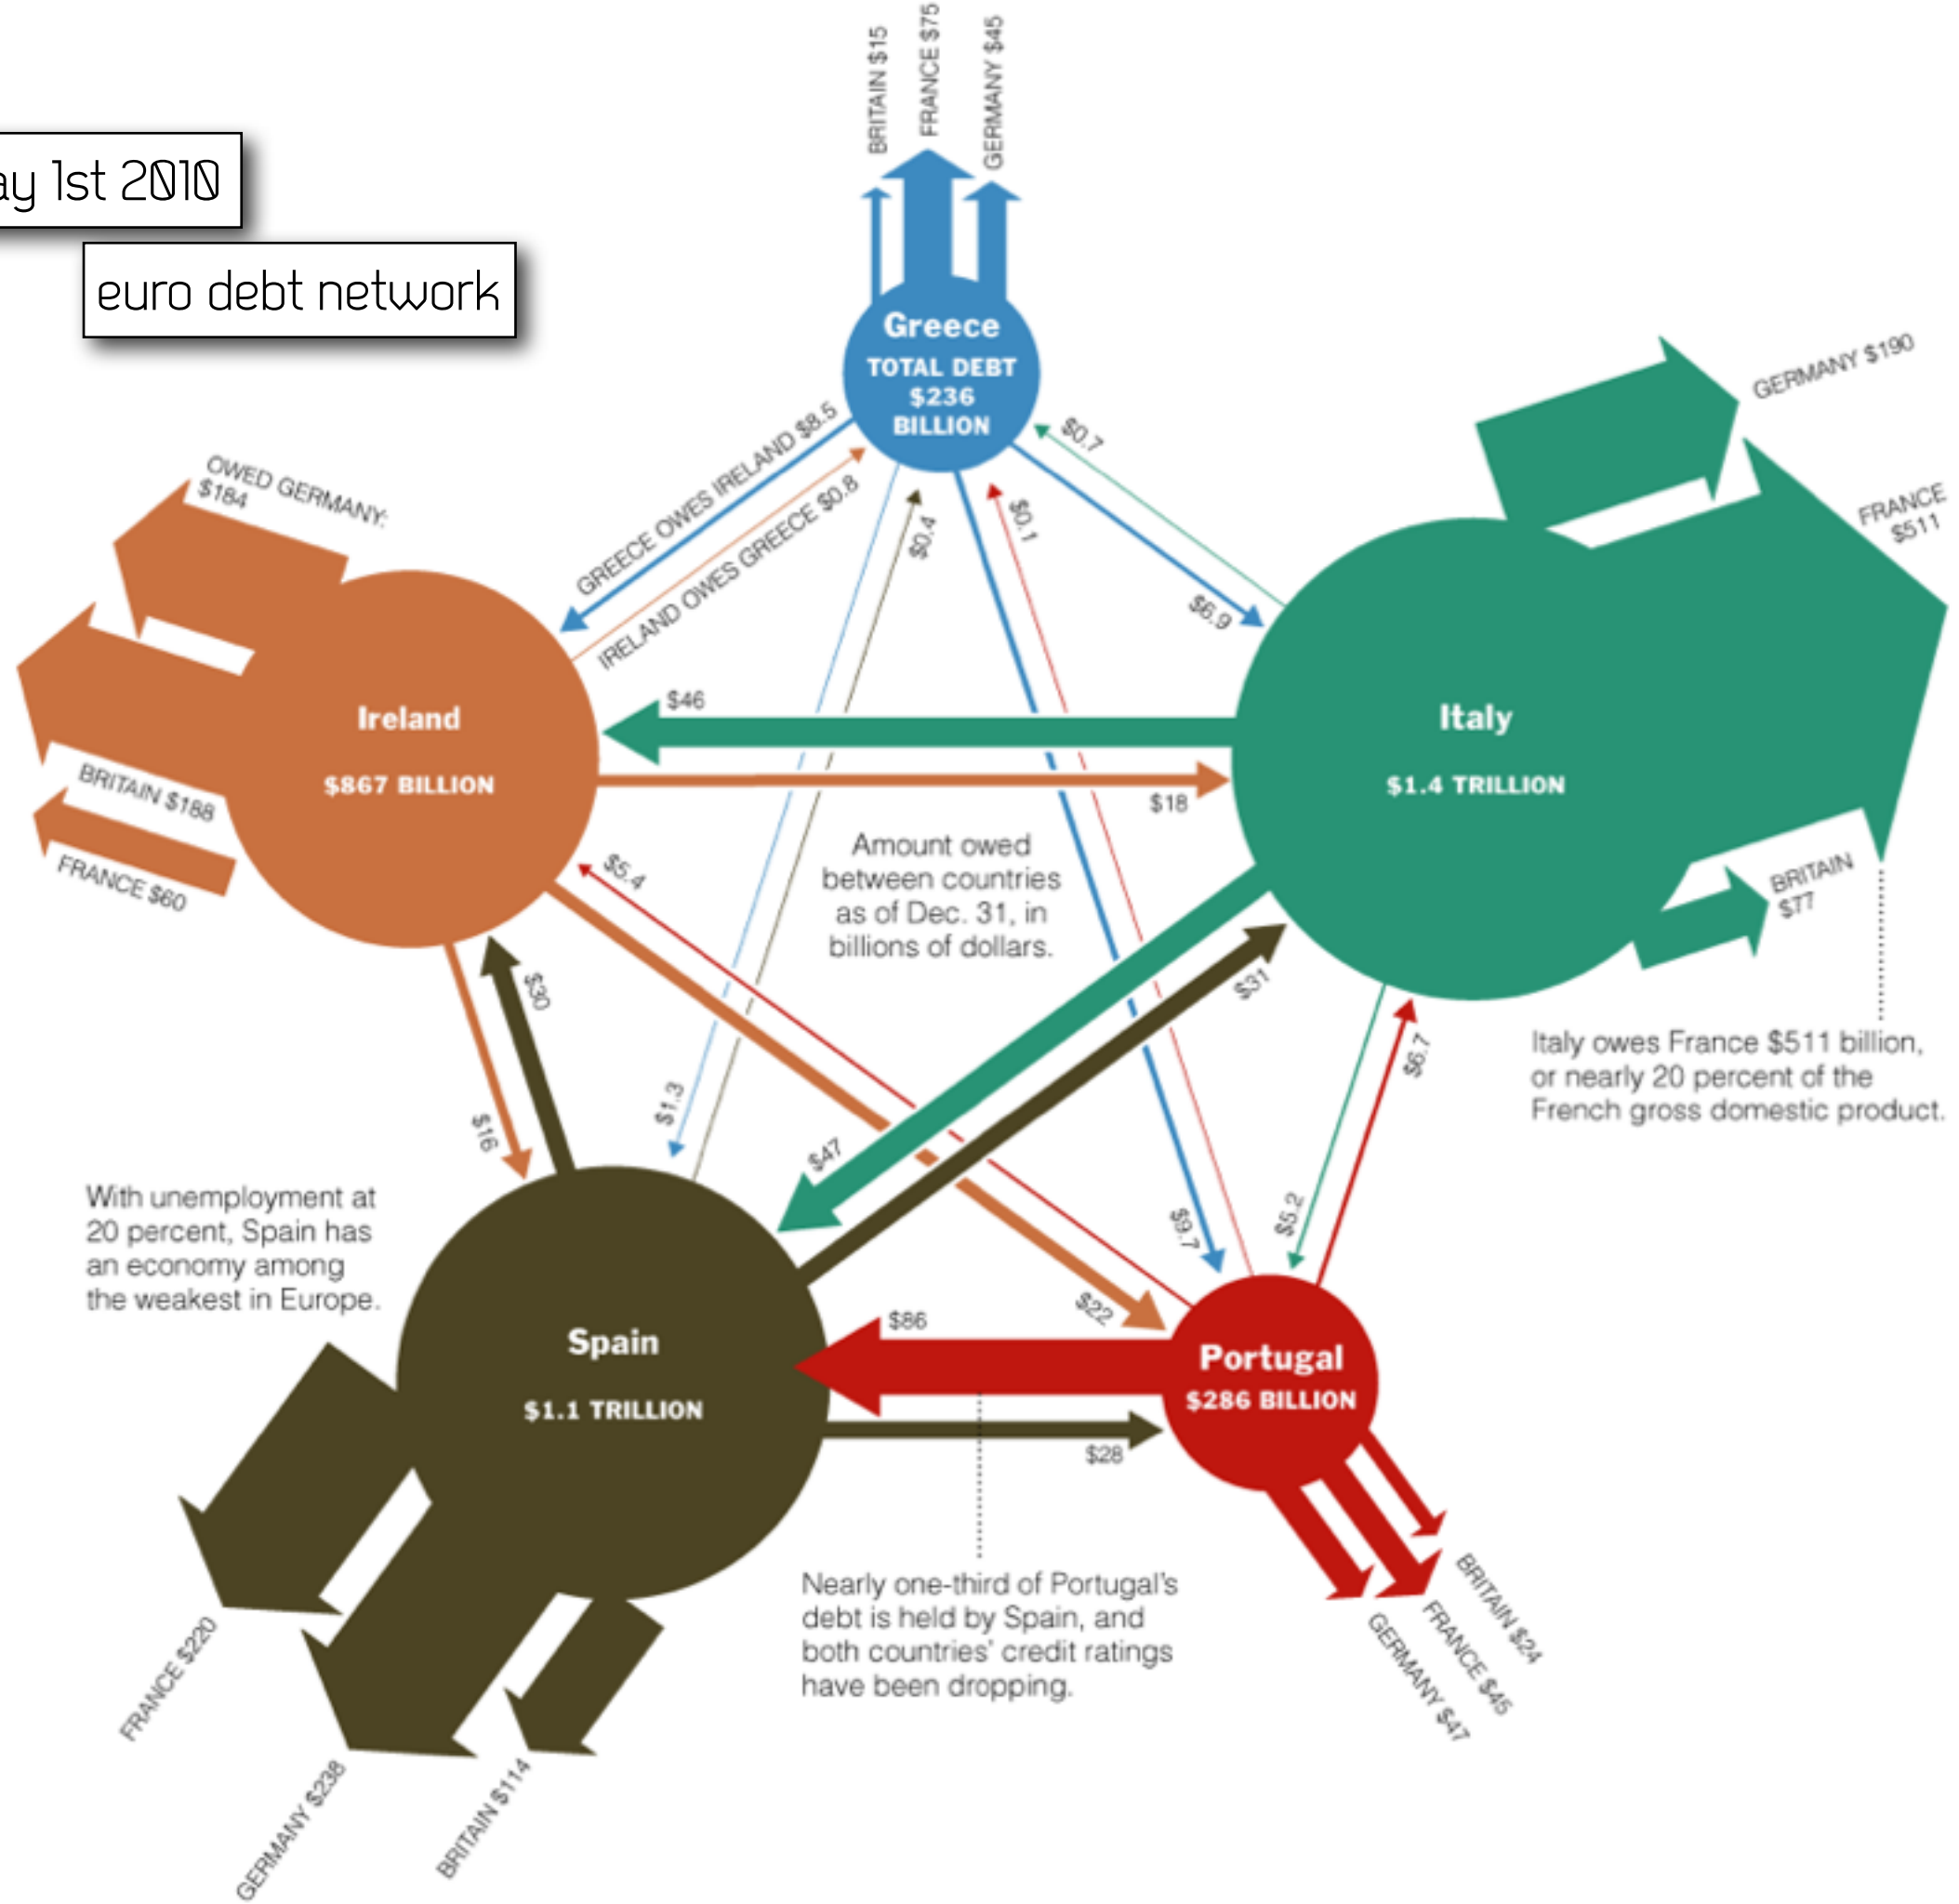 ay 1st 2010
euro debt network
BRITAIN $15
FRANCE $75
GERMANY $45
Greece
TOTAL DEBT
$236
BILLION
GERMANY $190
FRANCE
$511
BRITAIN
$77
OWED GERMANY:
$184
BRITAIN $188
FRANCE $60
GREECE OWES IRELAND $8.5
IRELAND OWES GREECE $0.8
$0.4
$0.1
$0.7
$6.9
Ireland
$867 BILLION
$46
$18
Italy
$1.4 TRILLION
Amount owed
between countries
as of Dec. 31, in
billions of dollars.
$5.4
$30
$16
$1.3
$47
$31
$6.7
$5.2
$9.7
$22
Italy owes France $511 billion,
or nearly 20 percent of the
French gross domestic product.
With unemployment at
20 percent, Spain has
an economy among
the weakest in Europe.
Spain
$1.1 TRILLION
$86
$28
Portugal
$286 BILLION
Nearly one-third of Portugal's
debt is held by Spain, and
both countries' credit ratings
have been dropping.
FRANCE $220
GERMANY $238
BRITAIN $114
GERMANY $47
FRANCE $45
BRITAIN $24